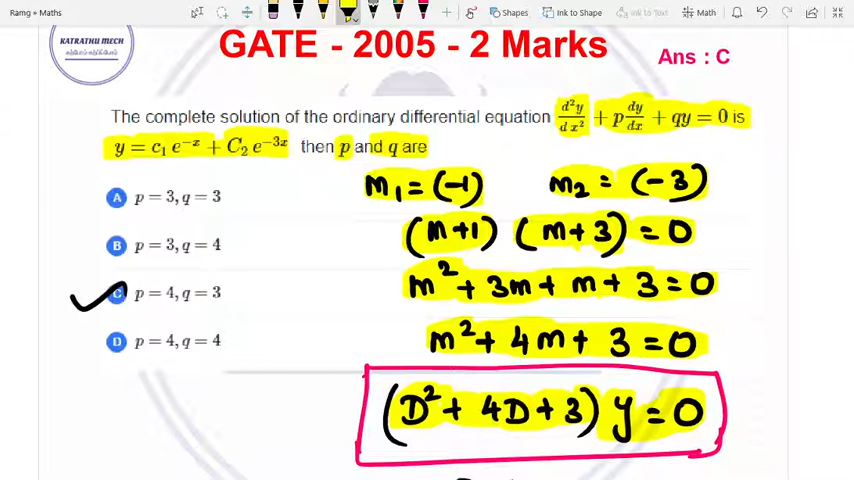 Ramg » Maths
Shapes
Ink to Shape
Ink to Text
Math
KATRATHU MECH
GATE - 2005 - 2 Marks
Ans : C
The complete solution of the ordinary differential equation d²y/dx² + p dy/dx + qy = 0 is
y = c₁ e⁻ˣ + C₂ e⁻³ˣ then p and q are
m₁ = (-1) m₂ = (-3)
A p = 3, q = 3
(m+1) (m+3) = 0
B p = 3, q = 4
m² + 3m + m + 3 = 0
C p = 4, q = 3
m² + 4m + 3 = 0
D p = 4, q = 4
(D² + 4D + 3) y = 0